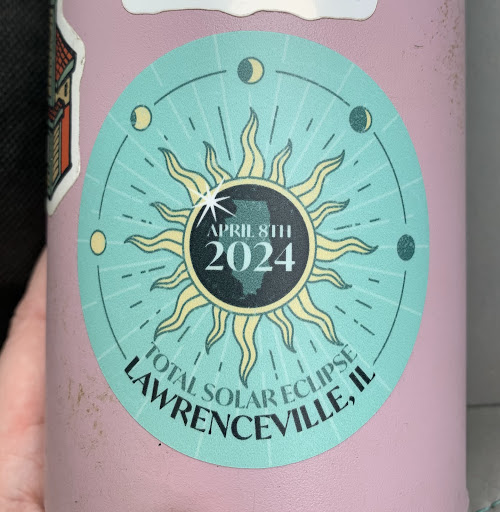 APRIL 8TH
2024
TOTAL SOLAR ECLIPSE
LAWRENCEVILLE, IL